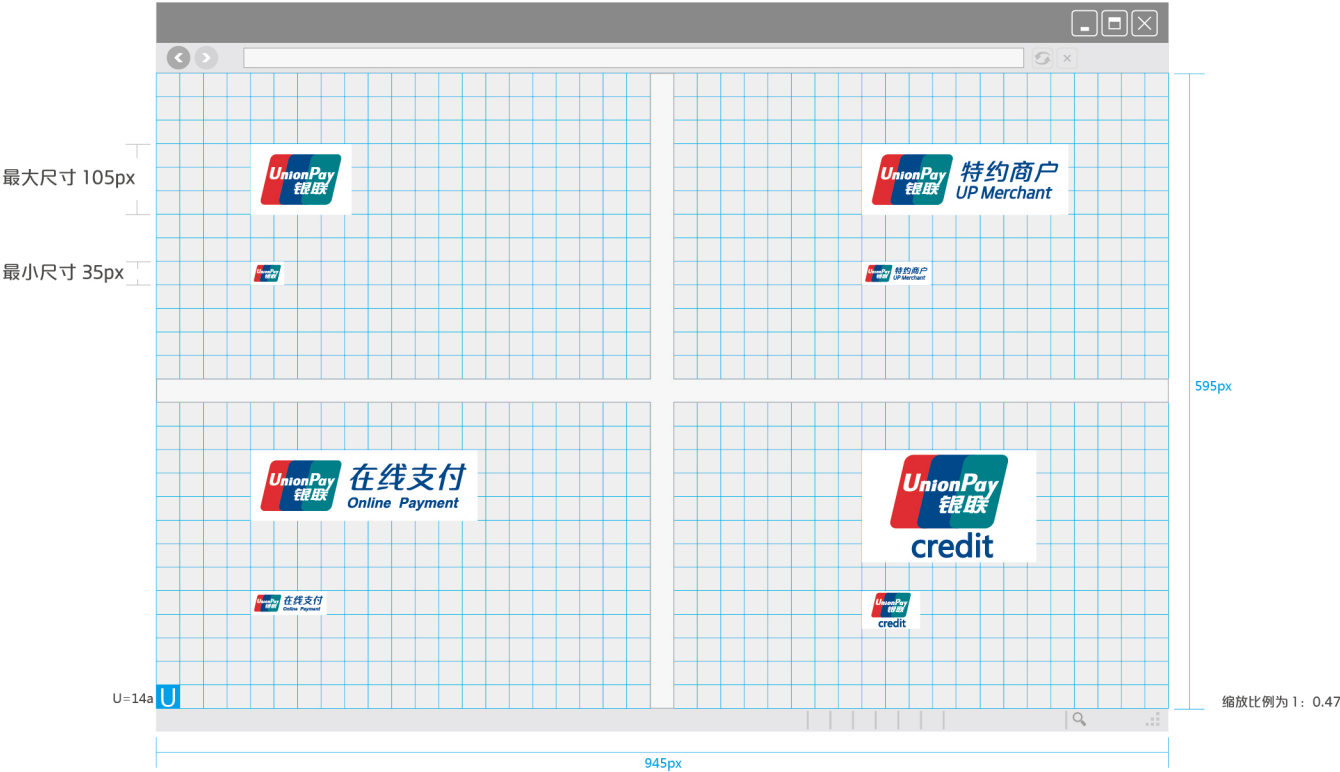 最大尺寸 105px
UnionPay
银联
UnionPay
银联
特约商户
UP Merchant
最小尺寸 35px
UnionPay
银联
UnionPay
银联
特约商户
UP Merchant
595px
UnionPay
银联
在线支付
Online Payment
UnionPay
银联
credit
UnionPay
银联
在线支付
Online Payment
UnionPay
银联
credit
U=14a
U
缩放比例为 1：0.47
945px